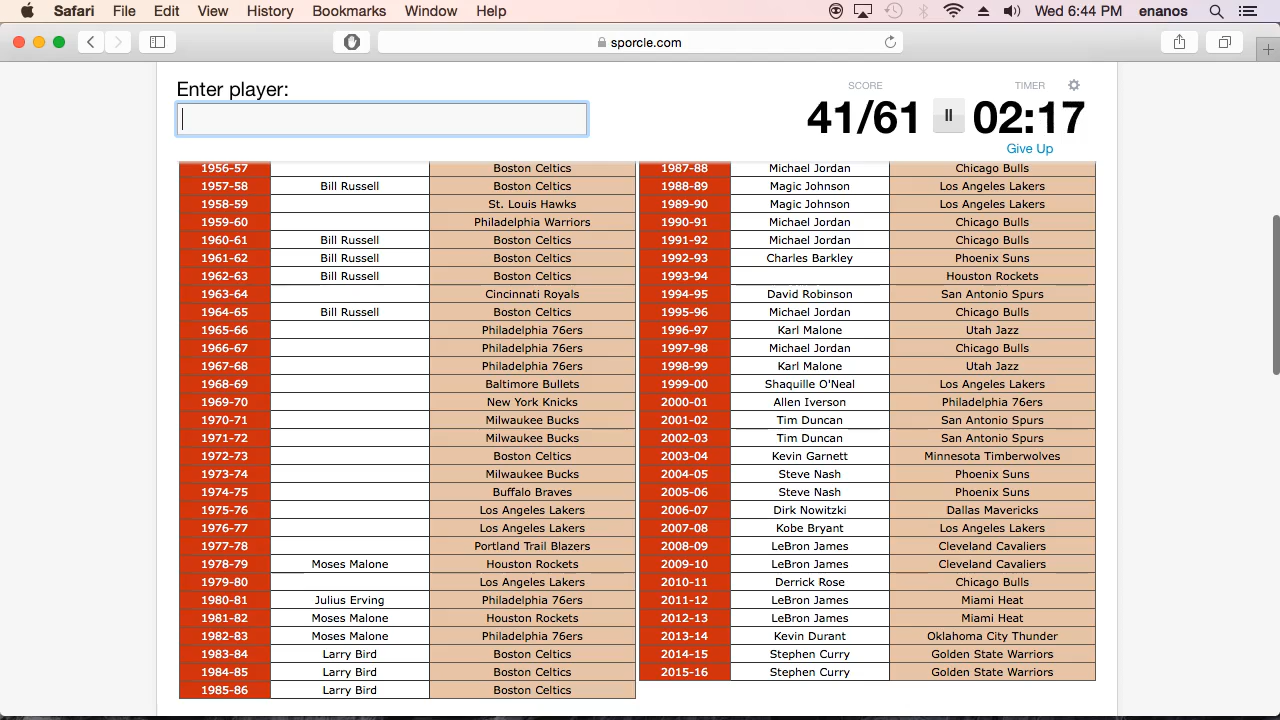 Safari File Edit View History Bookmarks Window Help Wed 6:44 PM enanos
sporcle.com
Enter player:
SCORE
41/61
TIMER
02:17
Give Up
1956-57 Boston Celtics
1957-58 Bill Russell Boston Celtics
1958-59 St. Louis Hawks
1959-60 Philadelphia Warriors
1960-61 Bill Russell Boston Celtics
1961-62 Bill Russell Boston Celtics
1962-63 Bill Russell Boston Celtics
1963-64 Cincinnati Royals
1964-65 Bill Russell Boston Celtics
1965-66 Philadelphia 76ers
1966-67 Philadelphia 76ers
1967-68 Philadelphia 76ers
1968-69 Baltimore Bullets
1969-70 New York Knicks
1970-71 Milwaukee Bucks
1971-72 Milwaukee Bucks
1972-73 Boston Celtics
1973-74 Milwaukee Bucks
1974-75 Buffalo Braves
1975-76 Los Angeles Lakers
1976-77 Los Angeles Lakers
1977-78 Portland Trail Blazers
1978-79 Moses Malone Houston Rockets
1979-80 Los Angeles Lakers
1980-81 Julius Erving Philadelphia 76ers
1981-82 Moses Malone Houston Rockets
1982-83 Moses Malone Philadelphia 76ers
1983-84 Larry Bird Boston Celtics
1984-85 Larry Bird Boston Celtics
1985-86 Larry Bird Boston Celtics
1987-88 Michael Jordan Chicago Bulls
1988-89 Magic Johnson Los Angeles Lakers
1989-90 Magic Johnson Los Angeles Lakers
1990-91 Michael Jordan Chicago Bulls
1991-92 Michael Jordan Chicago Bulls
1992-93 Charles Barkley Phoenix Suns
1993-94 Houston Rockets
1994-95 David Robinson San Antonio Spurs
1995-96 Michael Jordan Chicago Bulls
1996-97 Karl Malone Utah Jazz
1997-98 Michael Jordan Chicago Bulls
1998-99 Karl Malone Utah Jazz
1999-00 Shaquille O'Neal Los Angeles Lakers
2000-01 Allen Iverson Philadelphia 76ers
2001-02 Tim Duncan San Antonio Spurs
2002-03 Tim Duncan San Antonio Spurs
2003-04 Kevin Garnett Minnesota Timberwolves
2004-05 Steve Nash Phoenix Suns
2005-06 Steve Nash Phoenix Suns
2006-07 Dirk Nowitzki Dallas Mavericks
2007-08 Kobe Bryant Los Angeles Lakers
2008-09 LeBron James Cleveland Cavaliers
2009-10 LeBron James Cleveland Cavaliers
2010-11 Derrick Rose Chicago Bulls
2011-12 LeBron James Miami Heat
2012-13 LeBron James Miami Heat
2013-14 Kevin Durant Oklahoma City Thunder
2014-15 Stephen Curry Golden State Warriors
2015-16 Stephen Curry Golden State Warriors